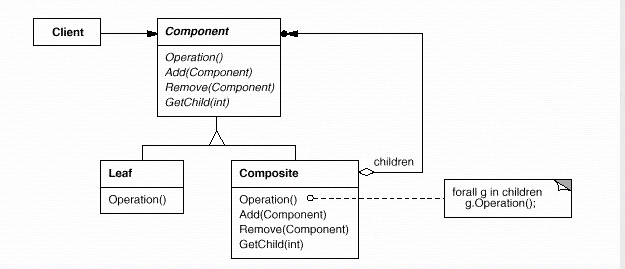 Client
Component
Operation()
Add(Component)
Remove(Component)
GetChild(int)
Leaf
Operation()
Composite
Operation()
Add(Component)
Remove(Component)
GetChild(int)
children
forall g in children
g.Operation();